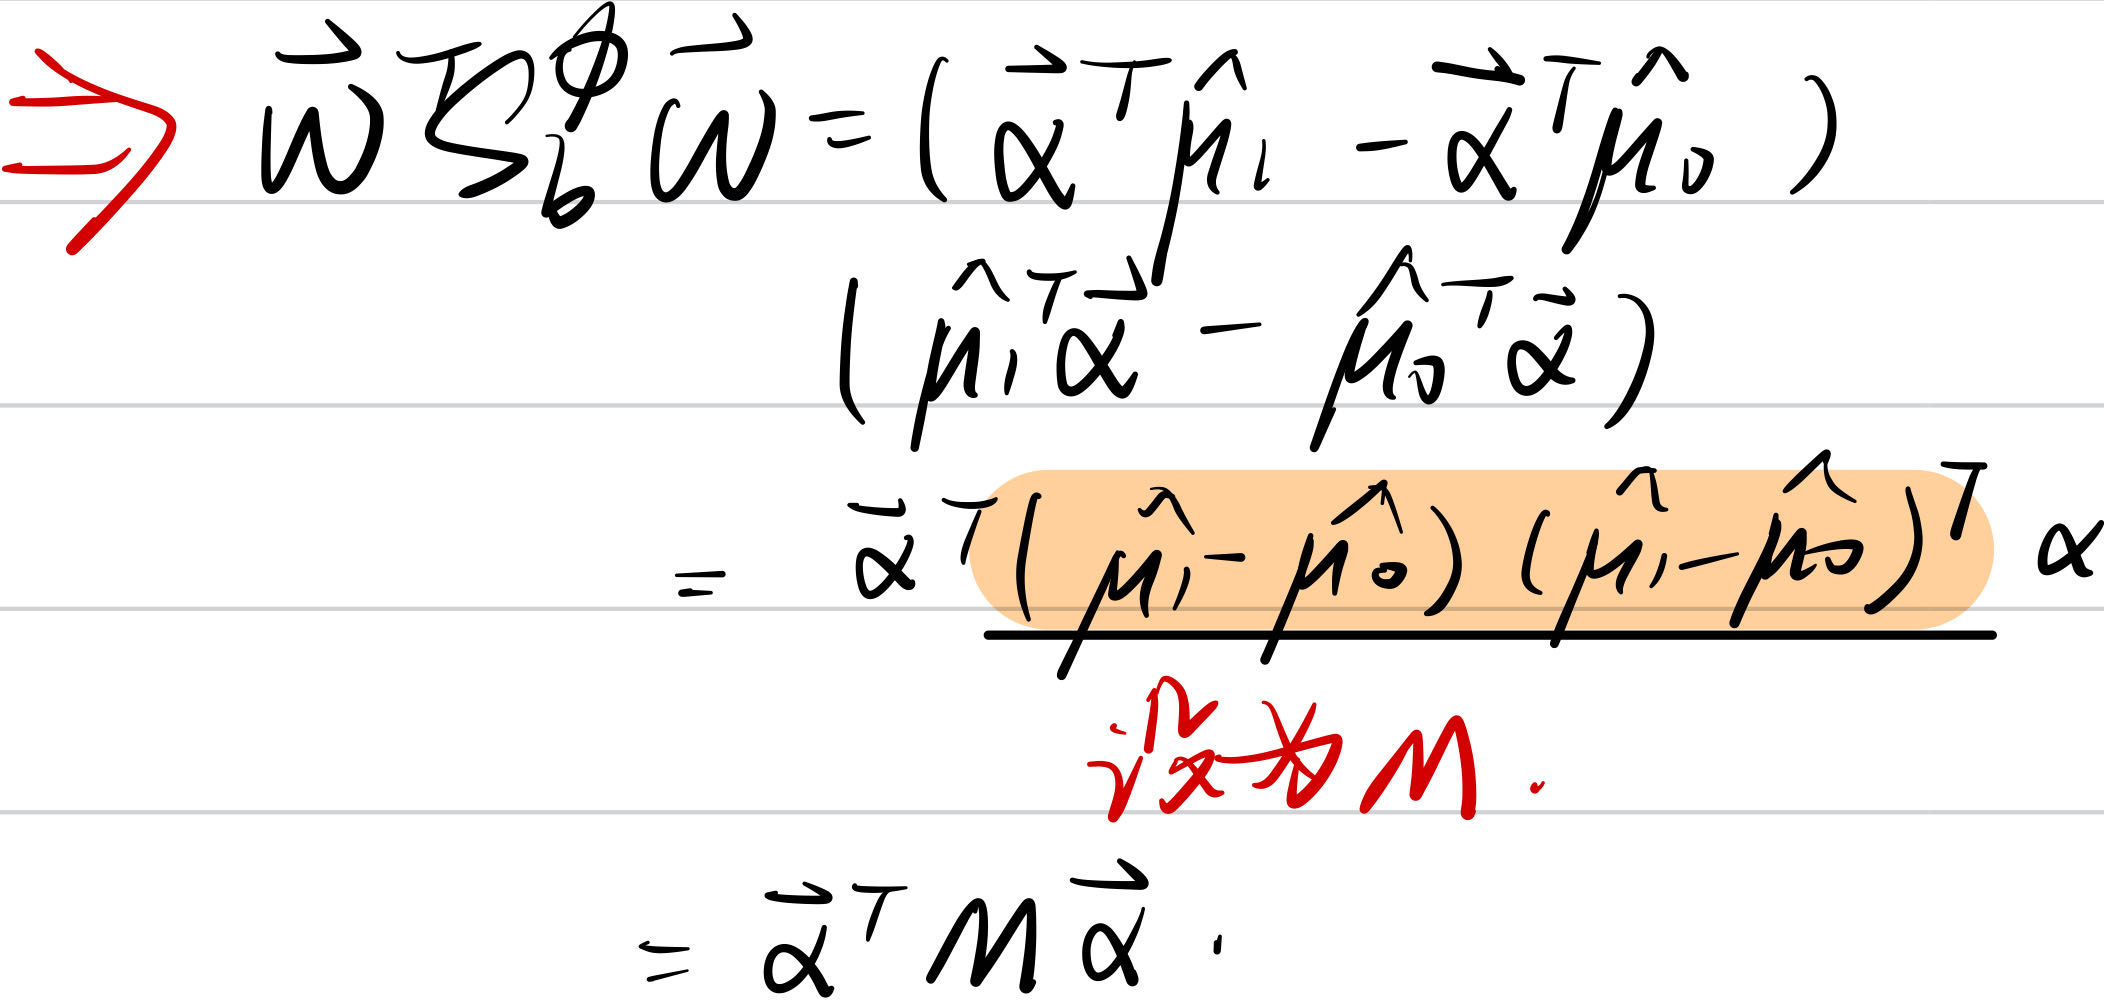 ⇒ $\vec{w}^T S_b^\phi \vec{w} = (\vec{\alpha}^T \hat{\mu}_1 - \vec{\alpha}^T \hat{\mu}_0)$
$(\hat{\mu}_1^T \vec{\alpha} - \hat{\mu}_0^T \vec{\alpha})$
$= \vec{\alpha}^T (\hat{\mu}_1 - \hat{\mu}_0)(\hat{\mu}_1 - \hat{\mu}_0)^T \alpha$
记为 M.
$= \vec{\alpha}^T M \vec{\alpha}.$